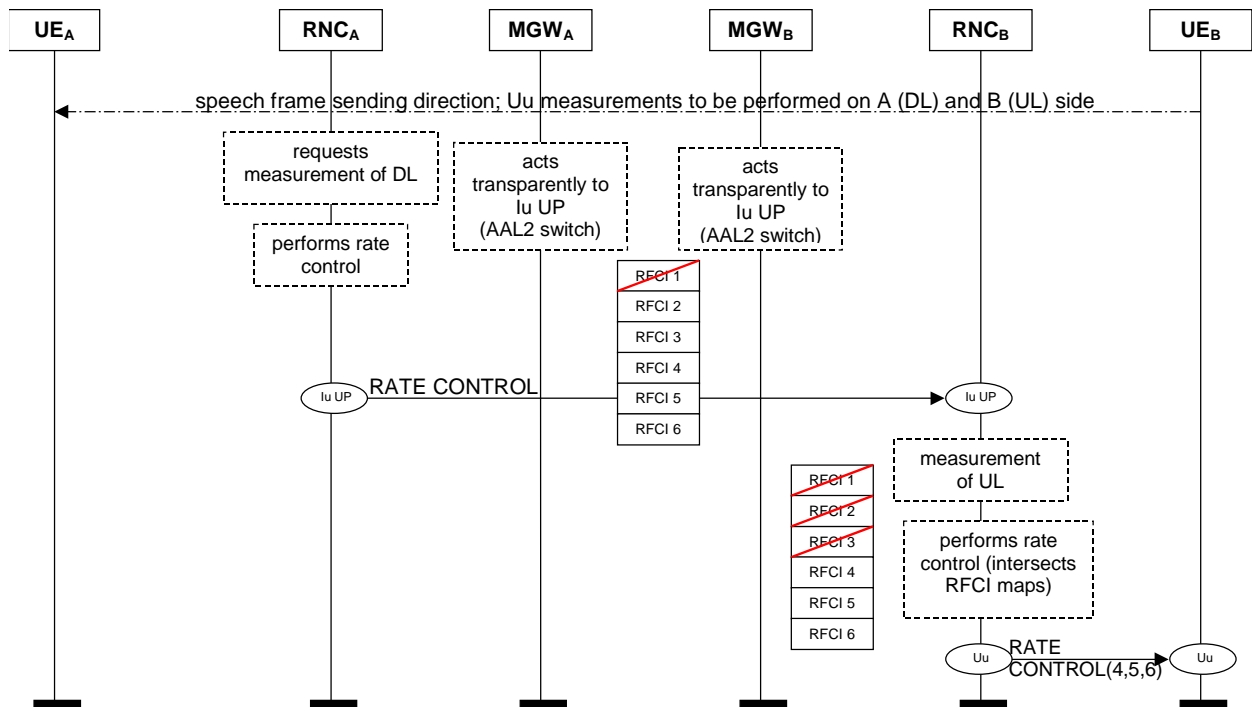 UEA
RNCA
MGWA
MGWB
RNCB
UEB
speech frame sending direction; Uu measurements to be performed on A (DL) and B (UL) side
requests
measurement of DL
acts
transparently to
Iu UP
(AAL2 switch)
acts
transparently to
Iu UP
(AAL2 switch)
performs rate
control
RFCI 1
RFCI 2
RFCI 3
RFCI 4
RFCI 5
RFCI 6
Iu UP
RATE CONTROL
Iu UP
measurement
of UL
RFCI 1
RFCI 2
RFCI 3
RFCI 4
RFCI 5
RFCI 6
performs rate
control (intersects
RFCI maps)
Uu
RATE
CONTROL(4,5,6)
Uu